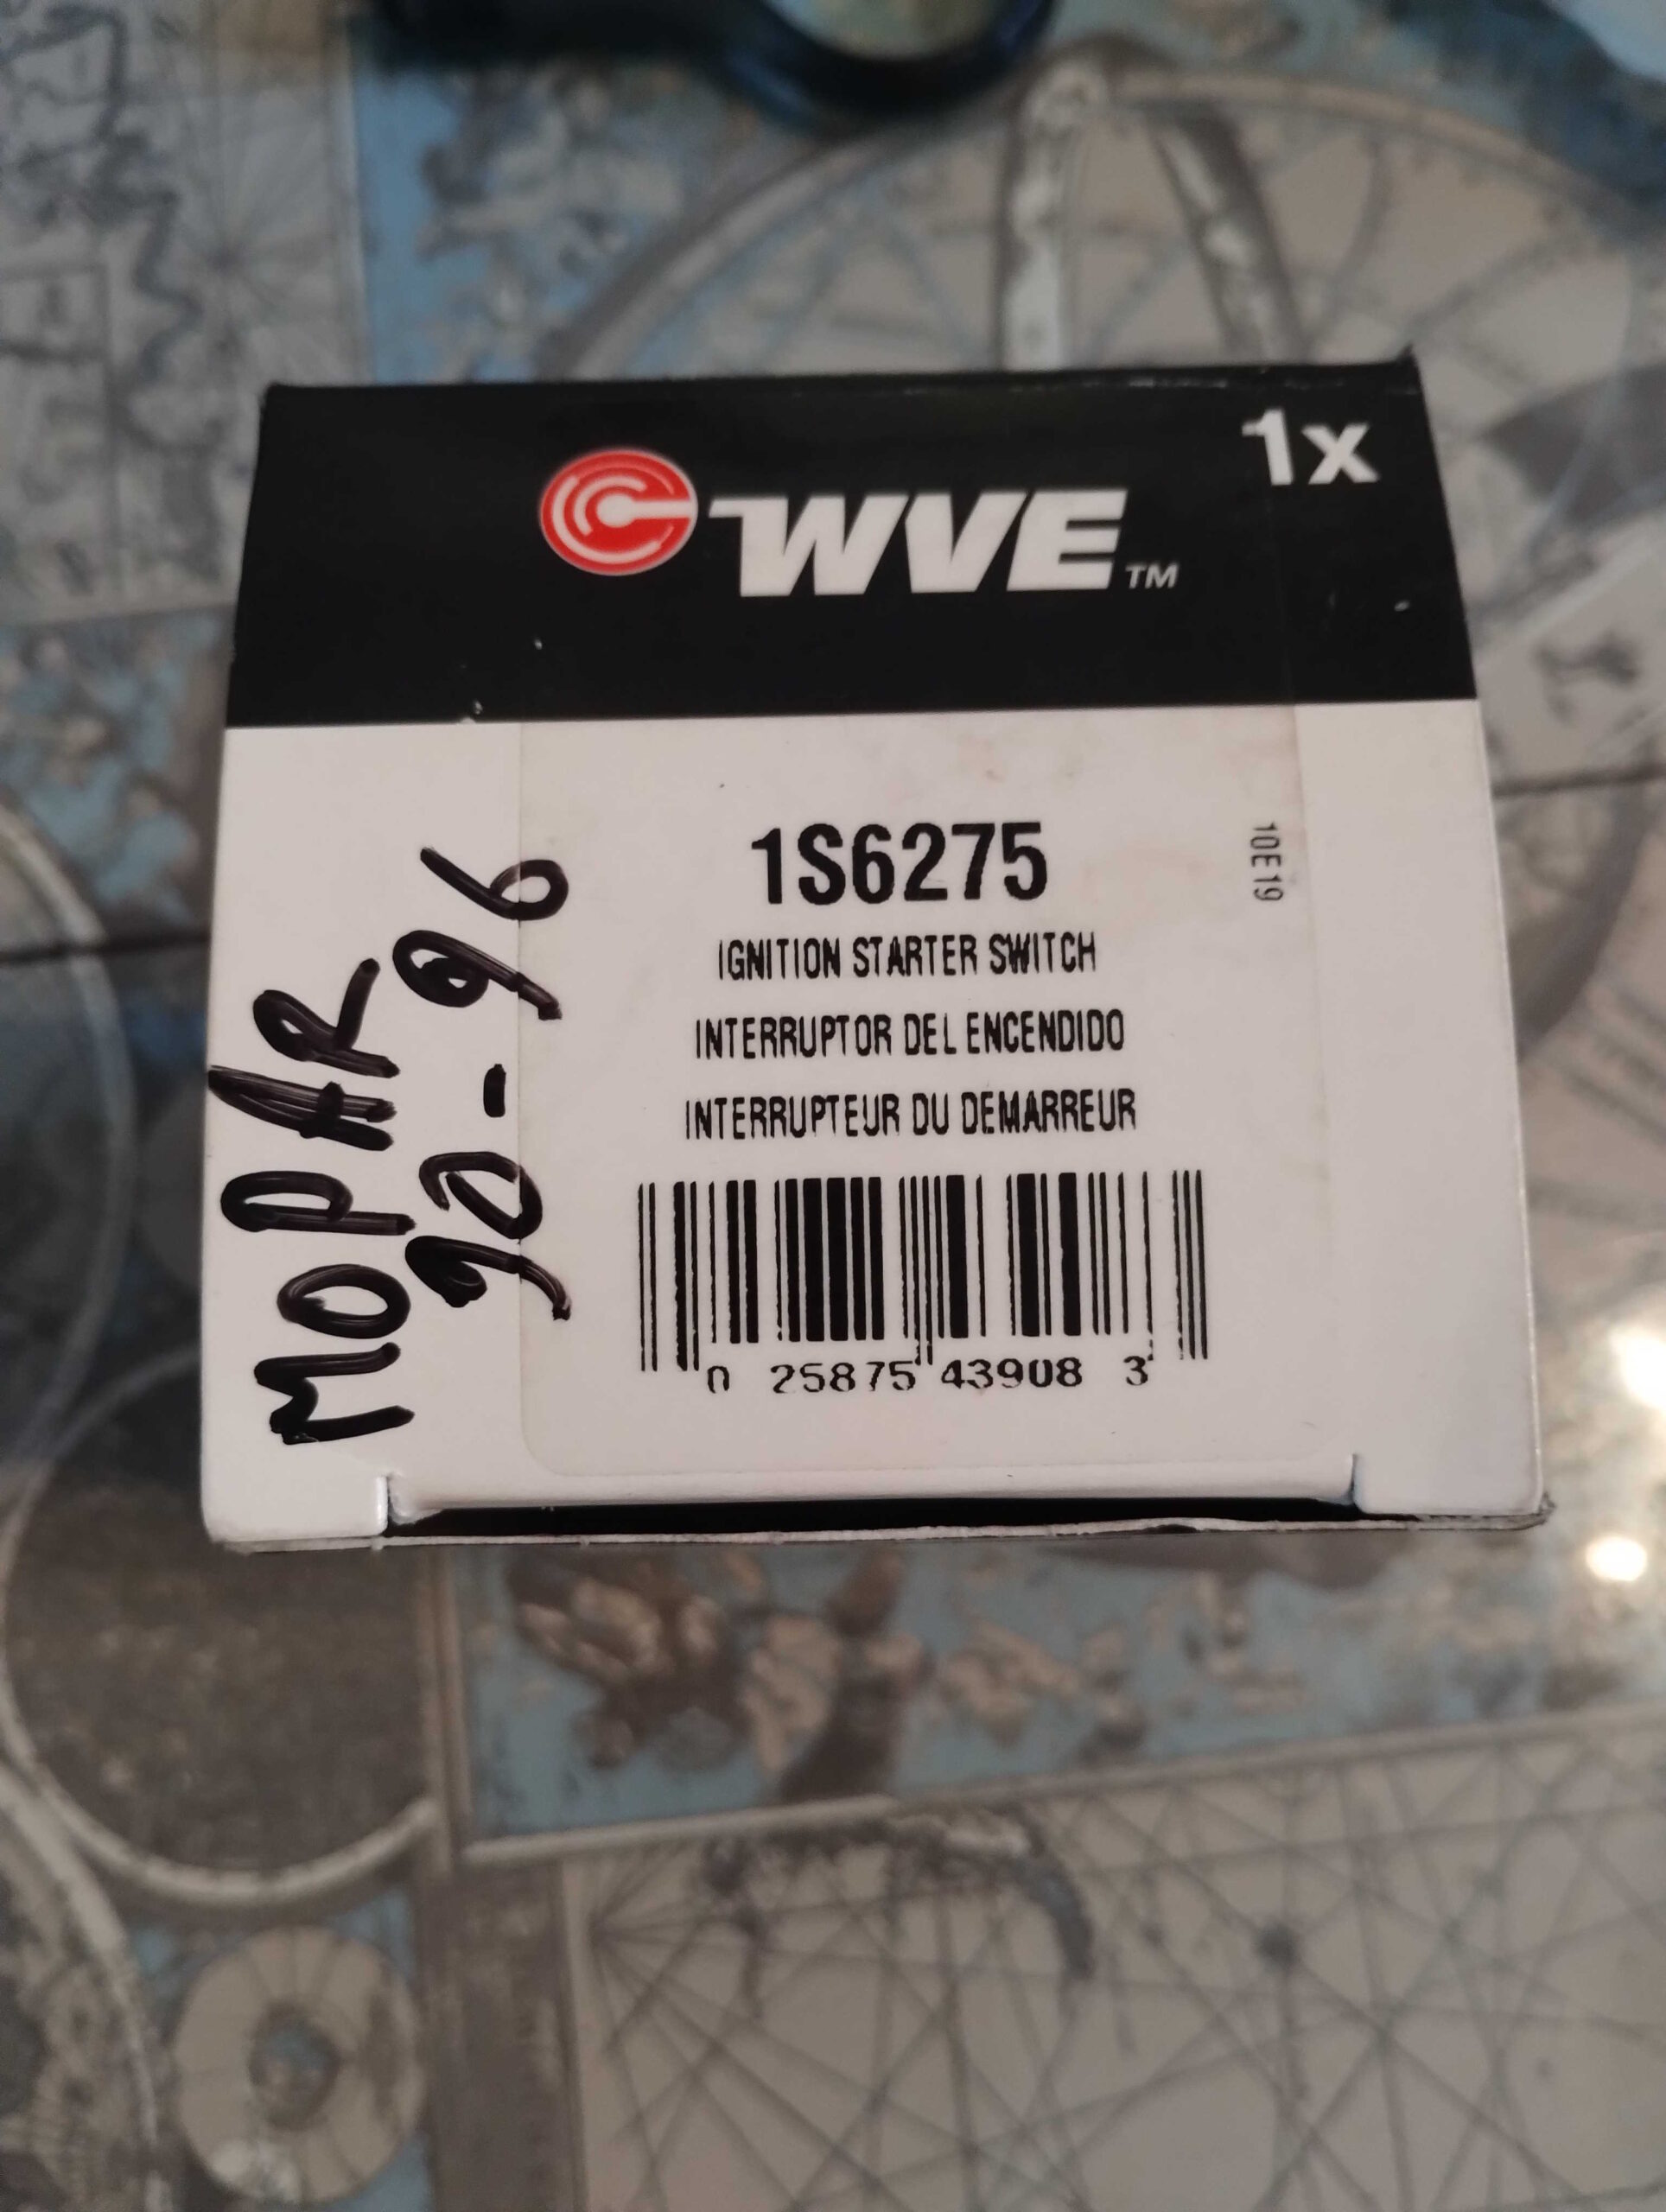 1x
WVE™
1S6275
10E19
IGNITION STARTER SWITCH
INTERRUPTOR DEL ENCENDIDO
INTERRUPTEUR DU DEMARREUR
0 25875 43908 3
MOPAR
90-96